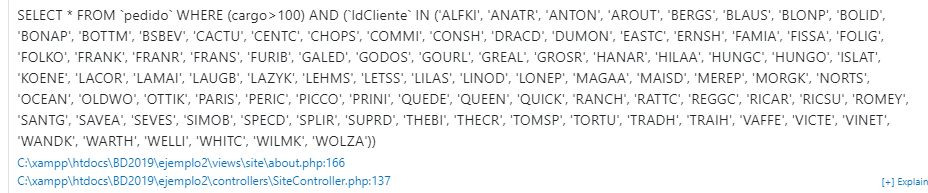 SELECT * FROM `pedido` WHERE (cargo>100) AND (`IdCliente` IN ('ALFKI', 'ANATR', 'ANTON', 'AROUT', 'BERGS', 'BLAUS', 'BLONP', 'BOLID',
'BONAP', 'BOTTM', 'BSBEV', 'CACTU', 'CENTC', 'CHOPS', 'COMMI', 'CONSH', 'DRACD', 'DUMON', 'EASTC', 'ERNSH', 'FAMIA', 'FISSA', 'FOLIG',
'FOLKO', 'FRANK', 'FRANR', 'FRANS', 'FURIB', 'GALED', 'GODOS', 'GOURL', 'GREAL', 'GROSR', 'HANAR', 'HILAA', 'HUNGC', 'HUNGO', 'ISLAT',
'KOENE', 'LACOR', 'LAMAI', 'LAUGB', 'LAZYK', 'LEHMS', 'LETSS', 'LILAS', 'LINOD', 'LONEP', 'MAGAA', 'MAISD', 'MEREP', 'MORGK', 'NORTS',
'OCEAN', 'OLDWO', 'OTTIK', 'PARIS', 'PERIC', 'PICCO', 'PRINI', 'QUEDE', 'QUEEN', 'QUICK', 'RANCH', 'RATTC', 'REGGC', 'RICAR', 'RICSU', 'ROMEY',
'SANTG', 'SAVEA', 'SEVES', 'SIMOB', 'SPECD', 'SPLIR', 'SUPRD', 'THEBI', 'THECR', 'TOMSP', 'TORTU', 'TRADH', 'TRAIH', 'VAFFE', 'VICTE', 'VINET',
'WANDK', 'WARTH', 'WELLI', 'WHITC', 'WILMK', 'WOLZA'))
C:\xampp\htdocs\BD2019\ejemplo2\views\site\about.php:166
C:\xampp\htdocs\BD2019\ejemplo2\controllers\SiteController.php:137
[+] Explain